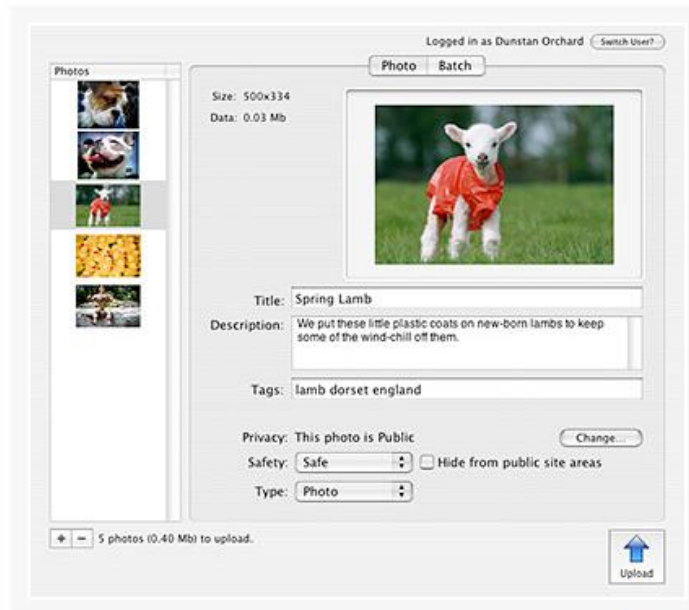 Logged in as Dunstan Orchard
Switch User?
Photos
Photo
Batch
Size: 500x334
Data: 0.03 Mb
Title: Spring Lamb
Description: We put these little plastic coats on new-born lambs to keep
some of the wind-chill off them.
Tags: lamb dorset england
Privacy: This photo is Public
Change...
Safety: Safe
Hide from public site areas
Type: Photo
+ − 5 photos (0.40 Mb) to upload.
Upload